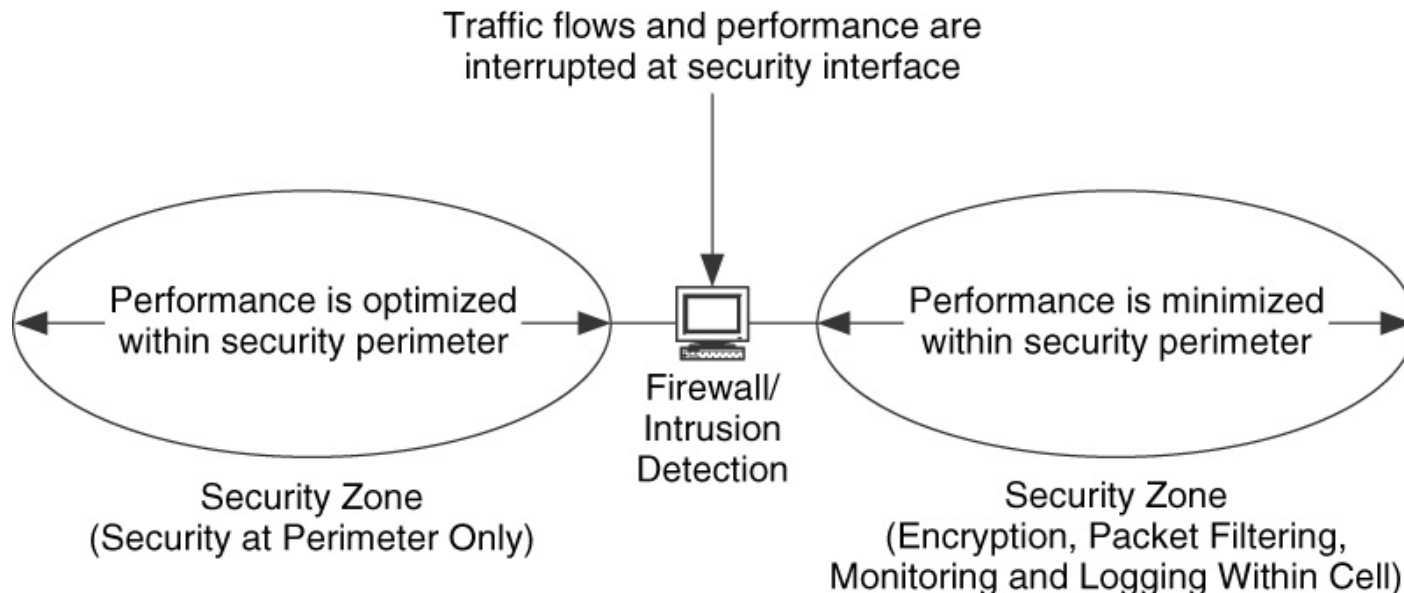 Traffic flows and performance are
interrupted at security interface
Performance is optimized
within security perimeter
Performance is minimized
within security perimeter
Firewall/
Intrusion
Detection
Security Zone
(Security at Perimeter Only)
Security Zone
(Encryption, Packet Filtering,
Monitoring and Logging Within Cell)